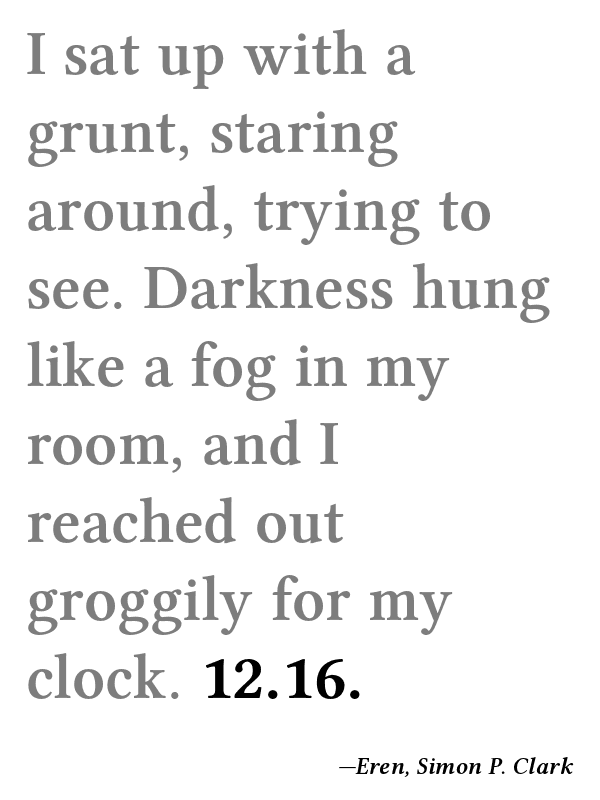 I sat up with a
grunt, staring
around, trying to
see. Darkness hung
like a fog in my
room, and I
reached out
groggily for my
clock. 12.16.
—Eren, Simon P. Clark